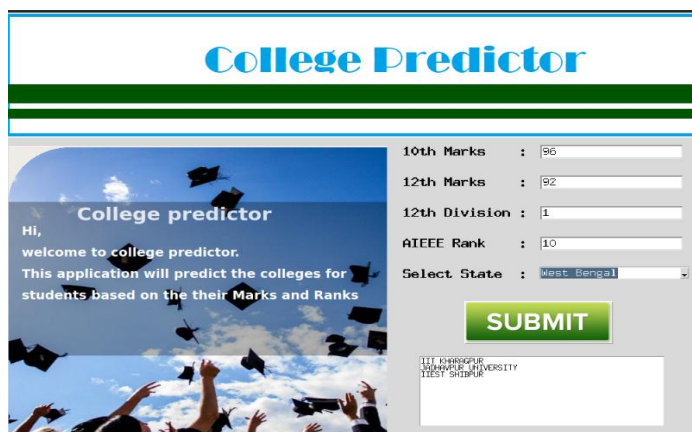 College Predictor
College predictor
Hi,
welcome to college predictor.
This application will predict the colleges for
students based on the their Marks and Ranks
10th Marks : 96
12th Marks : 92
12th Division : 1
AIEEE Rank : 10
Select State : West Bengal
SUBMIT
IIT KHARAGPUR
JADHAVPUR UNIVERSITY
IIEST SHIBPUR